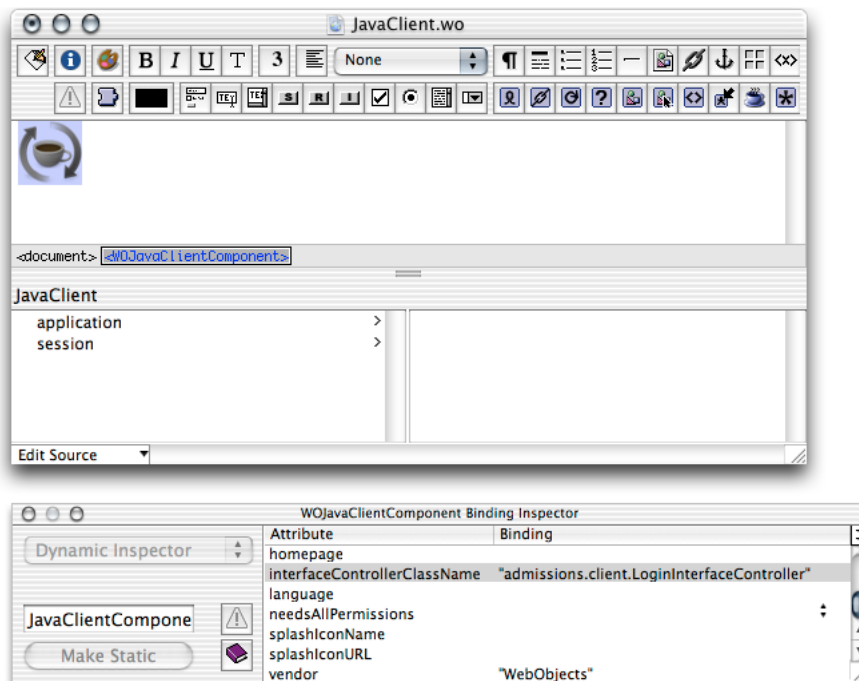 JavaClient.wo
B I U T 3 None
TEX S R I
<document> <WOJavaClientComponent>
JavaClient
application >
session >
Edit Source
WOJavaClientComponent Binding Inspector
Dynamic Inspector
Attribute Binding
homepage
interfaceControllerClassName "admissions.client.LoginInterfaceController"
language
JavaClientCompone
needsAllPermissions
splashIconName
Make Static
splashIconURL
vendor "WebObjects"